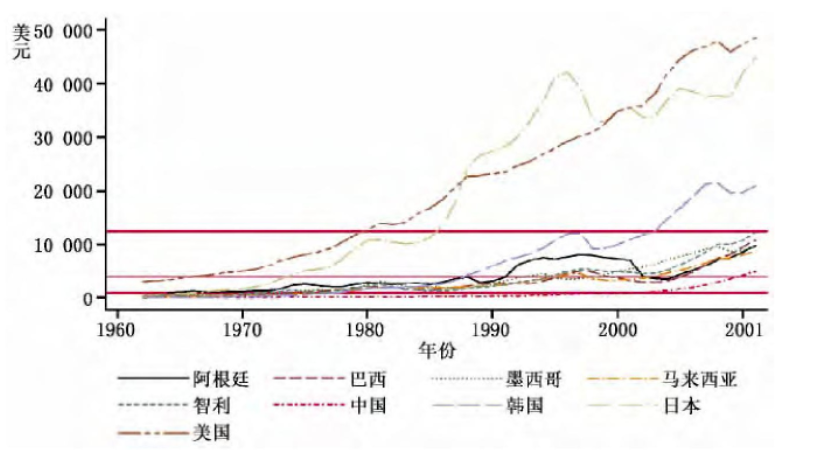 美元
50 000
40 000
30 000
20 000
10 000
0
1960 1970 1980 1990 2000 2001
年份
阿根廷 巴西 墨西哥 马来西亚
智利 中国 韩国 日本
美国